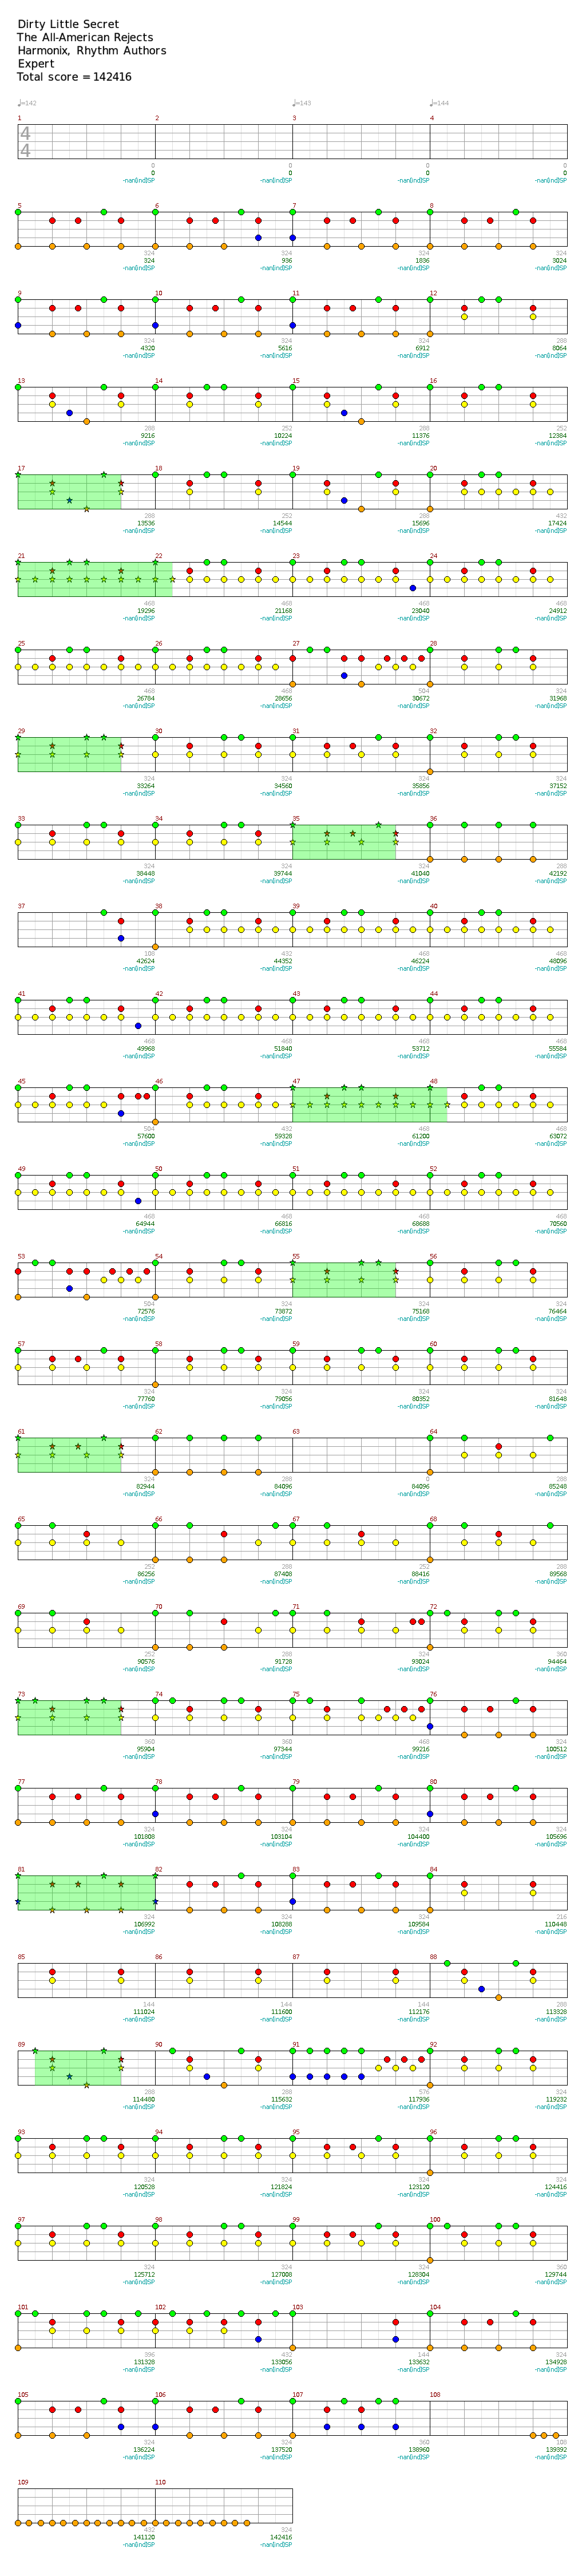 Dirty Little Secret
The All-American Rejects
Harmonix, Rhythm Authors
Expert
Total score = 142416
♩=142 ♩=143 ♩=144
1 2 3 4
4
4
0 0 0 0
0 0 0 0
-nan(ind)SP -nan(ind)SP -nan(ind)SP -nan(ind)SP
5 6 7 8
324 324 324 324
324 936 1836 3024
-nan(ind)SP -nan(ind)SP -nan(ind)SP -nan(ind)SP
9 10 11 12
324 324 324 288
4320 5616 6912 8064
-nan(ind)SP -nan(ind)SP -nan(ind)SP -nan(ind)SP
13 14 15 16
288 252 288 252
9216 10224 11376 12384
-nan(ind)SP -nan(ind)SP -nan(ind)SP -nan(ind)SP
17 18 19 20
288 252 288 432
13536 14544 15696 17424
-nan(ind)SP -nan(ind)SP -nan(ind)SP -nan(ind)SP
21 22 23 24
468 468 468 468
19296 21168 23040 24912
-nan(ind)SP -nan(ind)SP -nan(ind)SP -nan(ind)SP
25 26 27 28
468 468 504 324
26784 28656 30672 31968
-nan(ind)SP -nan(ind)SP -nan(ind)SP -nan(ind)SP
29 30 31 32
324 324 324 324
33264 34560 35856 37152
-nan(ind)SP -nan(ind)SP -nan(ind)SP -nan(ind)SP
33 34 35 36
324 324 324 288
38448 39744 41040 42192
-nan(ind)SP -nan(ind)SP -nan(ind)SP -nan(ind)SP
37 38 39 40
108 432 468 468
42624 44352 46224 48096
-nan(ind)SP -nan(ind)SP -nan(ind)SP -nan(ind)SP
41 42 43 44
468 468 468 468
49968 51840 53712 55584
-nan(ind)SP -nan(ind)SP -nan(ind)SP -nan(ind)SP
45 46 47 48
504 432 468 468
57600 59328 61200 63072
-nan(ind)SP -nan(ind)SP -nan(ind)SP -nan(ind)SP
49 50 51 52
468 468 468 468
64944 66816 68688 70560
-nan(ind)SP -nan(ind)SP -nan(ind)SP -nan(ind)SP
53 54 55 56
504 324 324 324
72576 73872 75168 76464
-nan(ind)SP -nan(ind)SP -nan(ind)SP -nan(ind)SP
57 58 59 60
324 324 324 324
77760 79056 80352 81648
-nan(ind)SP -nan(ind)SP -nan(ind)SP -nan(ind)SP
61 62 63 64
324 288 0 288
82944 84096 84096 85248
-nan(ind)SP -nan(ind)SP -nan(ind)SP -nan(ind)SP
65 66 67 68
252 288 252 288
86256 87408 88416 89568
-nan(ind)SP -nan(ind)SP -nan(ind)SP -nan(ind)SP
69 70 71 72
252 288 324 360
90576 91728 93024 94464
-nan(ind)SP -nan(ind)SP -nan(ind)SP -nan(ind)SP
73 74 75 76
360 360 468 324
95904 97344 99216 100512
-nan(ind)SP -nan(ind)SP -nan(ind)SP -nan(ind)SP
77 78 79 80
324 324 324 324
101808 103104 104400 105696
-nan(ind)SP -nan(ind)SP -nan(ind)SP -nan(ind)SP
81 82 83 84
324 324 324 216
106992 108288 109584 110448
-nan(ind)SP -nan(ind)SP -nan(ind)SP -nan(ind)SP
85 86 87 88
144 144 144 288
111024 111600 112176 113328
-nan(ind)SP -nan(ind)SP -nan(ind)SP -nan(ind)SP
89 90 91 92
288 288 576 324
114480 115632 117936 119232
-nan(ind)SP -nan(ind)SP -nan(ind)SP -nan(ind)SP
93 94 95 96
324 324 324 324
120528 121824 123120 124416
-nan(ind)SP -nan(ind)SP -nan(ind)SP -nan(ind)SP
97 98 99 100
324 324 324 360
125712 127008 128304 129744
-nan(ind)SP -nan(ind)SP -nan(ind)SP -nan(ind)SP
101 102 103 104
396 432 144 324
131328 133056 133632 134928
-nan(ind)SP -nan(ind)SP -nan(ind)SP -nan(ind)SP
105 106 107 108
324 324 360 108
136224 137520 138960 139392
-nan(ind)SP -nan(ind)SP -nan(ind)SP -nan(ind)SP
109 110
432 324
141120 142416
-nan(ind)SP -nan(ind)SP